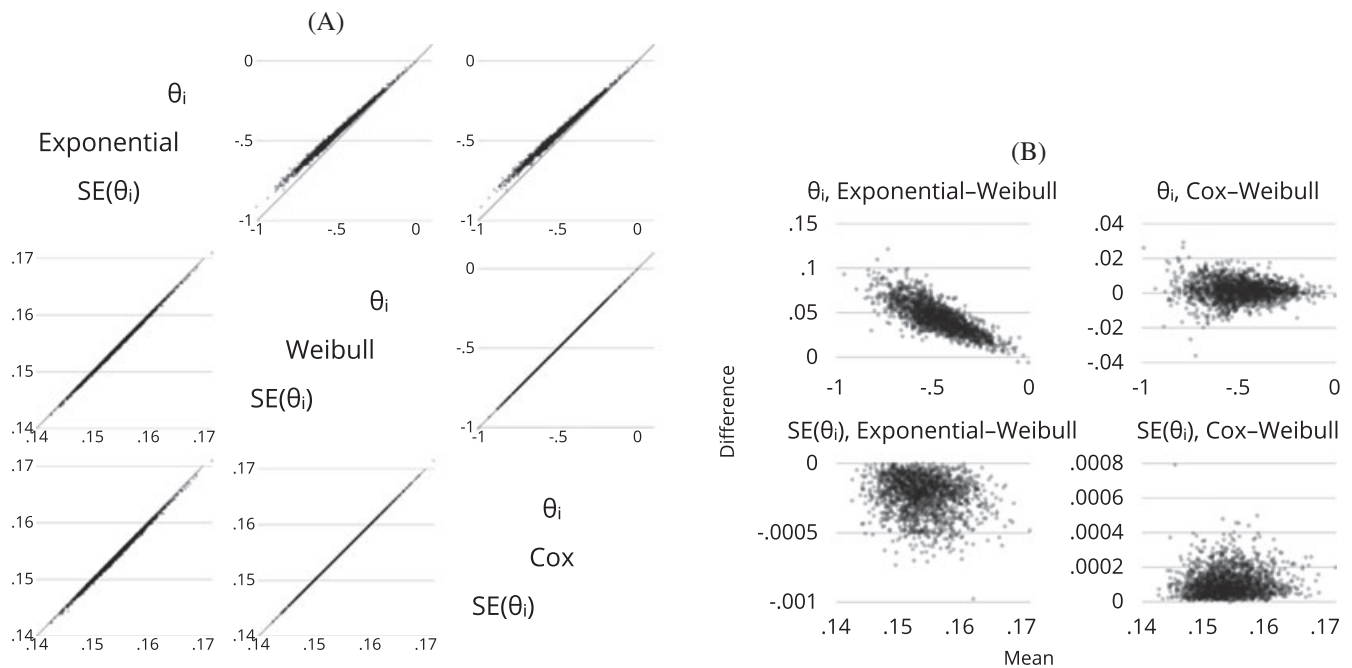 (A)
0
-.5
-1
-1 -.5 0
0
-.5
-1
-1 -.5 0
θi
Exponential
SE(θi)
.17
.16
.15
.14
.14 .15 .16 .17
θi
Weibull
SE(θi)
0
-.5
-1
-1 -.5 0
.17
.16
.15
.14
.14 .15 .16 .17
.17
.16
.15
.14
.14 .15 .16 .17
θi
Cox
SE(θi)
(B)
Difference
θi, Exponential–Weibull
.15
.1
.05
0
-1 -.5 0
θi, Cox–Weibull
.04
.02
0
-.02
-.04
-1 -.5 0
SE(θi), Exponential–Weibull
0
-.0005
-.001
.14 .15 .16 .17
SE(θi), Cox–Weibull
.0008
.0006
.0004
.0002
0
.14 .15 .16 .17
Mean